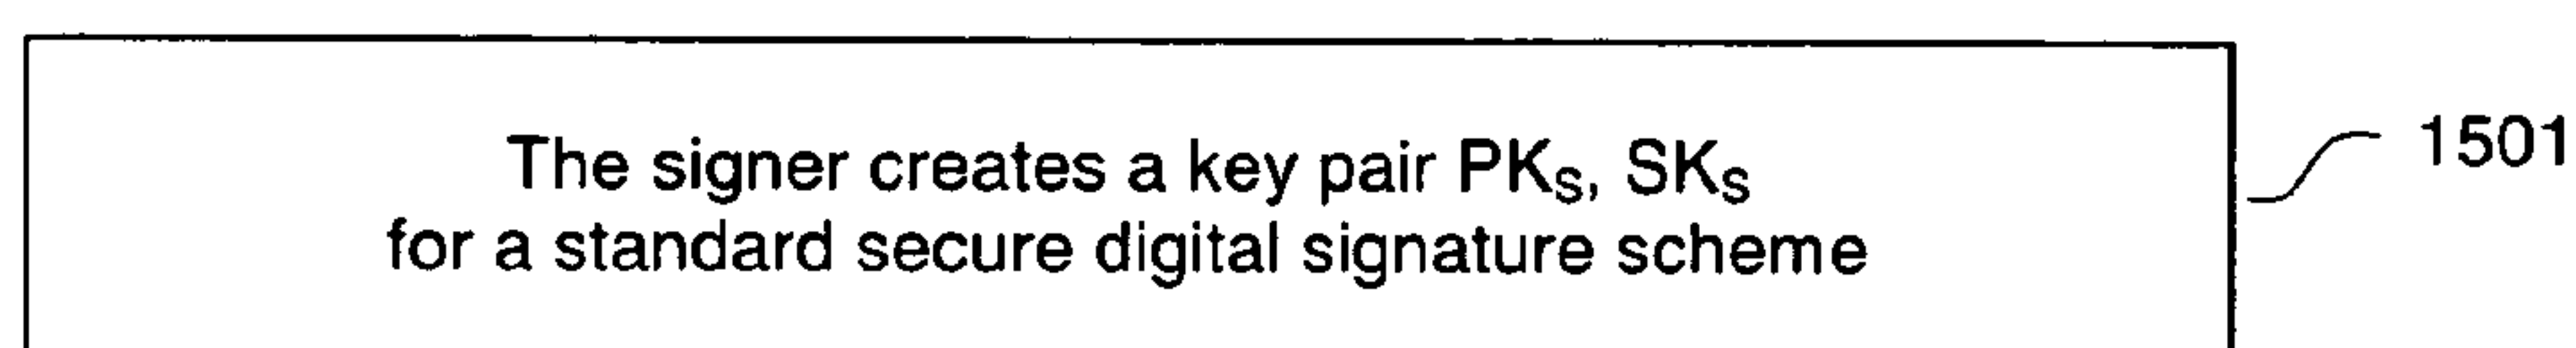 The signer creates a key pair PKS, SKS
for a standard secure digital signature scheme
1501